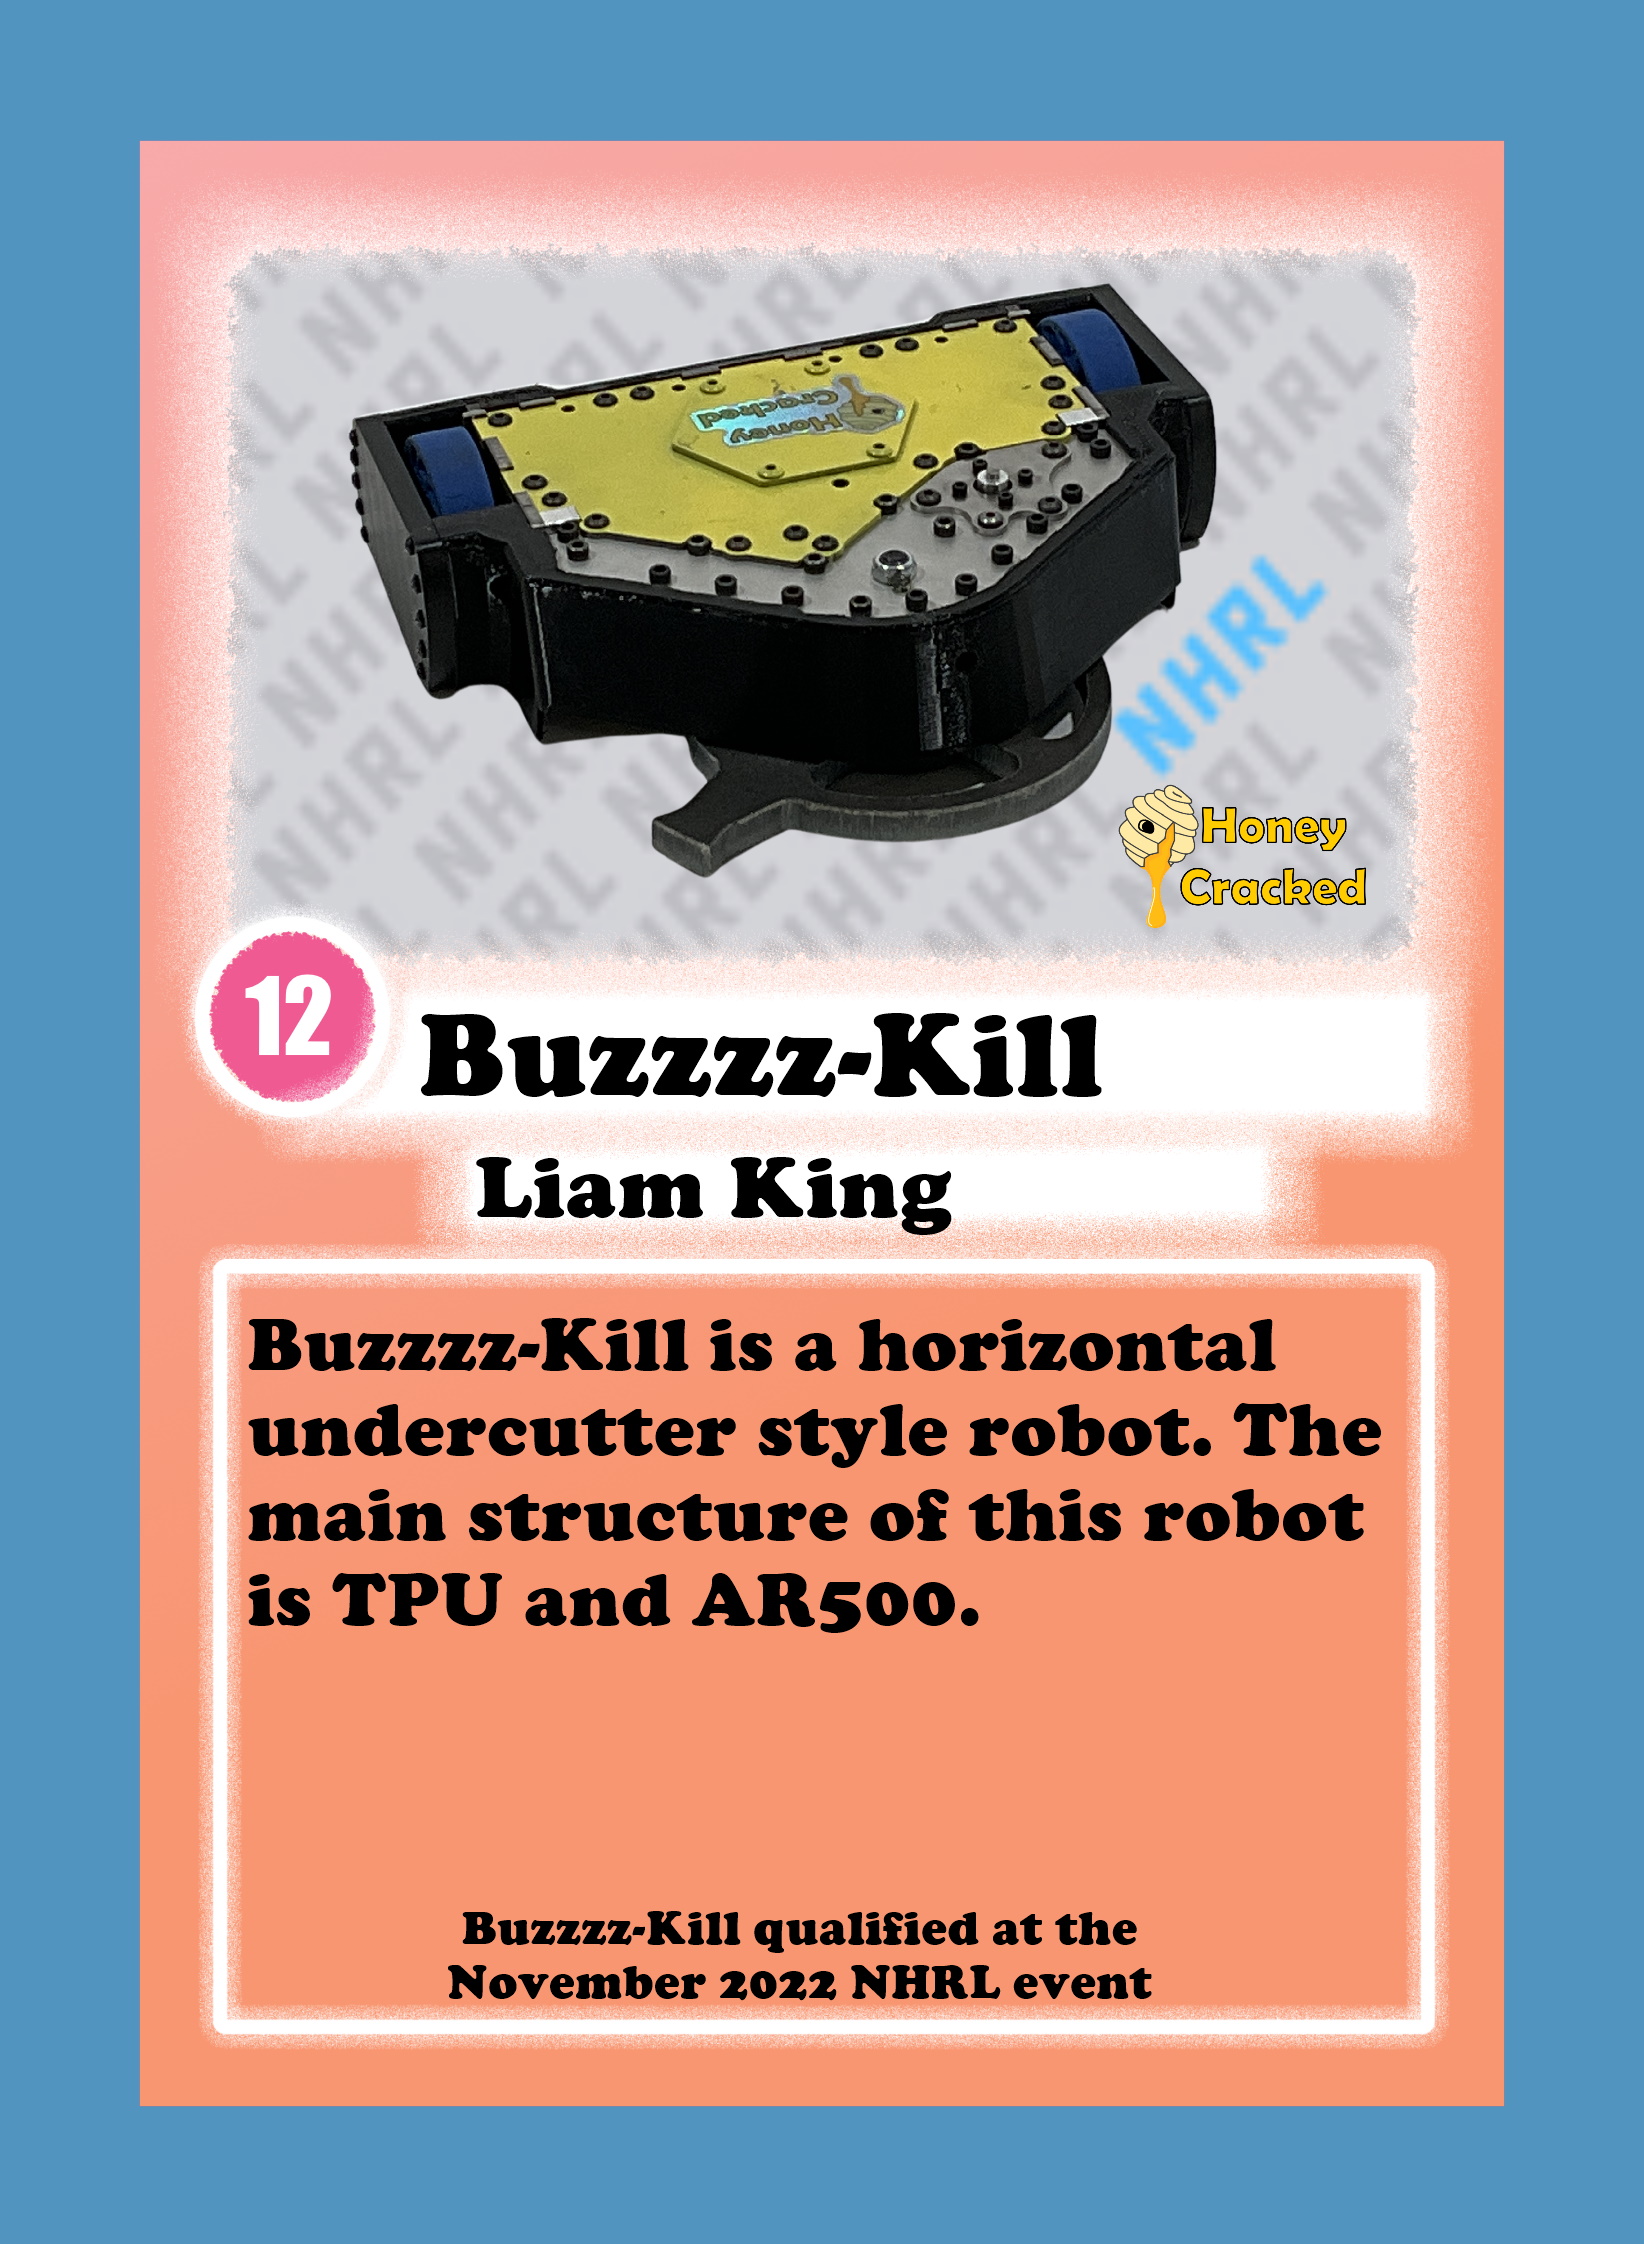 NHRL
Honey
Cracked
Honey
Cracked
12
Buzzzz-Kill
Liam King
Buzzzz-Kill is a horizontal
undercutter style robot. The
main structure of this robot
is TPU and AR500.
Buzzzz-Kill qualified at the
November 2022 NHRL event